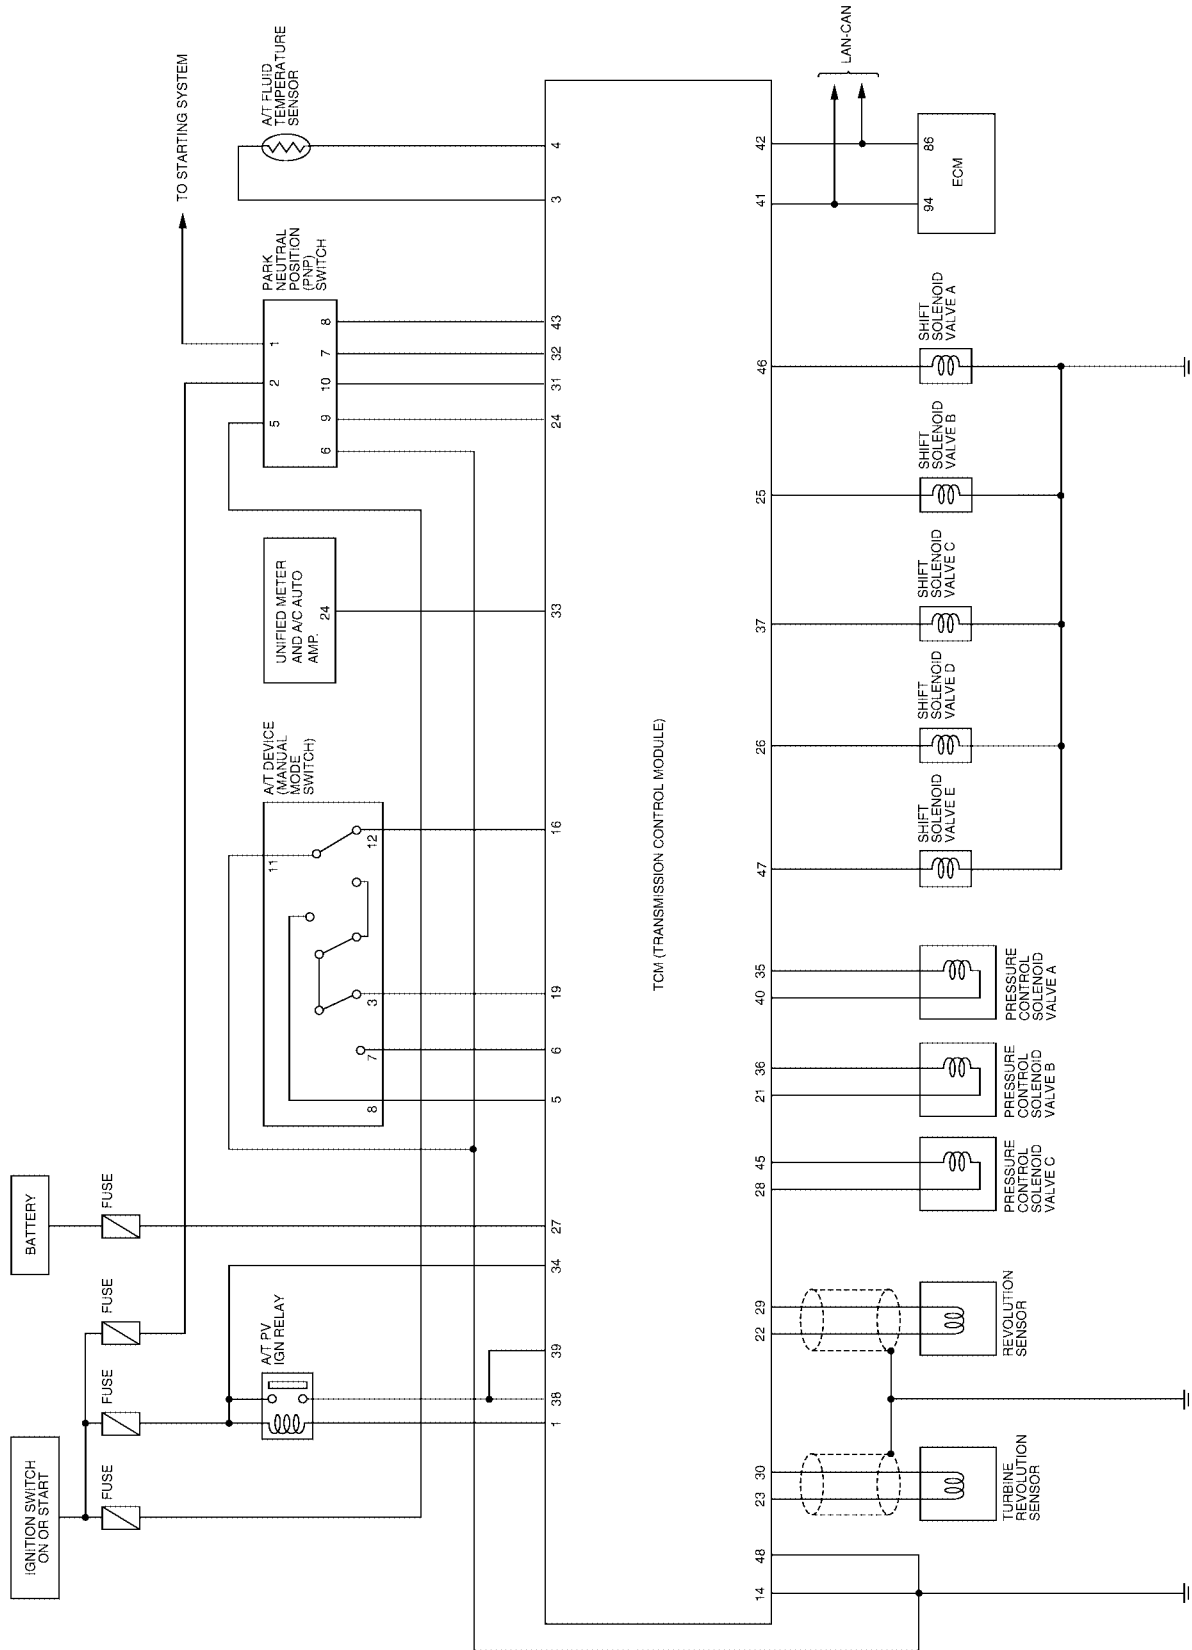 IGNITION SWITCH
ON OR START
BATTERY
FUSE
FUSE
FUSE
FUSE
TO STARTING SYSTEM
A/T PV
IGN RELAY
A/T DEVICE
(MANUAL
MODE
SWITCH)
11
12
3
7
8
UNIFIED METER
AND A/C AUTO
AMP.
24
PARK
NEUTRAL
POSITION
(PNP)
SWITCH
5
2
1
6
9
10
7
8
A/T FLUID
TEMPERATURE
SENSOR
1
38
39
34
27
5
6
19
16
33
24
31
32
43
3
4
TCM (TRANSMISSION CONTROL MODULE)
14
48
23
30
22
29
28
45
21
36
40
35
47
26
37
25
46
41
42
TURBINE
REVOLUTION
SENSOR
REVOLUTION
SENSOR
PRESSURE
CONTROL
SOLENOID
VALVE C
PRESSURE
CONTROL
SOLENOID
VALVE B
PRESSURE
CONTROL
SOLENOID
VALVE A
SHIFT
SOLENOID
VALVE E
SHIFT
SOLENOID
VALVE D
SHIFT
SOLENOID
VALVE C
SHIFT
SOLENOID
VALVE B
SHIFT
SOLENOID
VALVE A
94
86
ECM
LAN-CAN